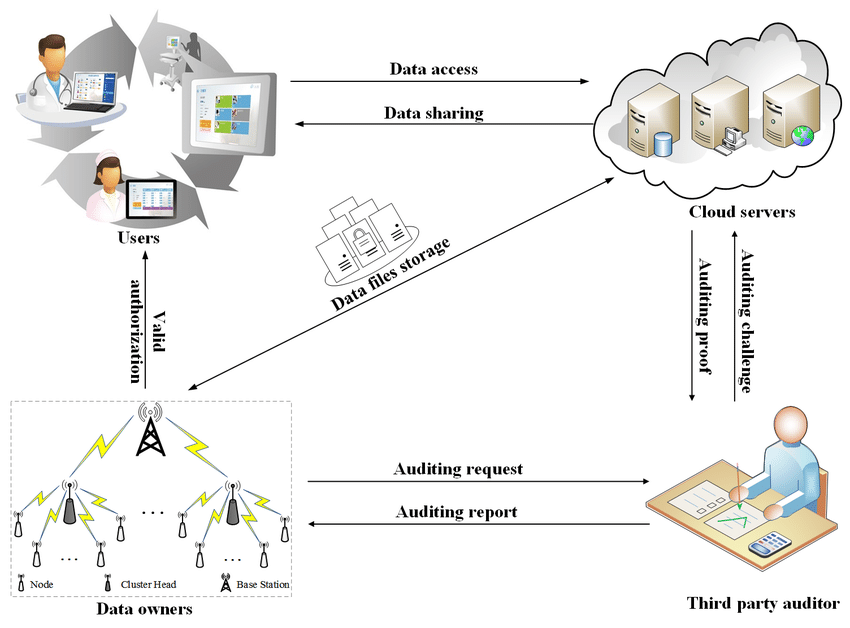 Data access
Data sharing
Users
Cloud servers
Data files storage
Valid
authorization
Auditing proof
Auditing challenge
Auditing request
Auditing report
Node
Cluster Head
Base Station
Data owners
Third party auditor